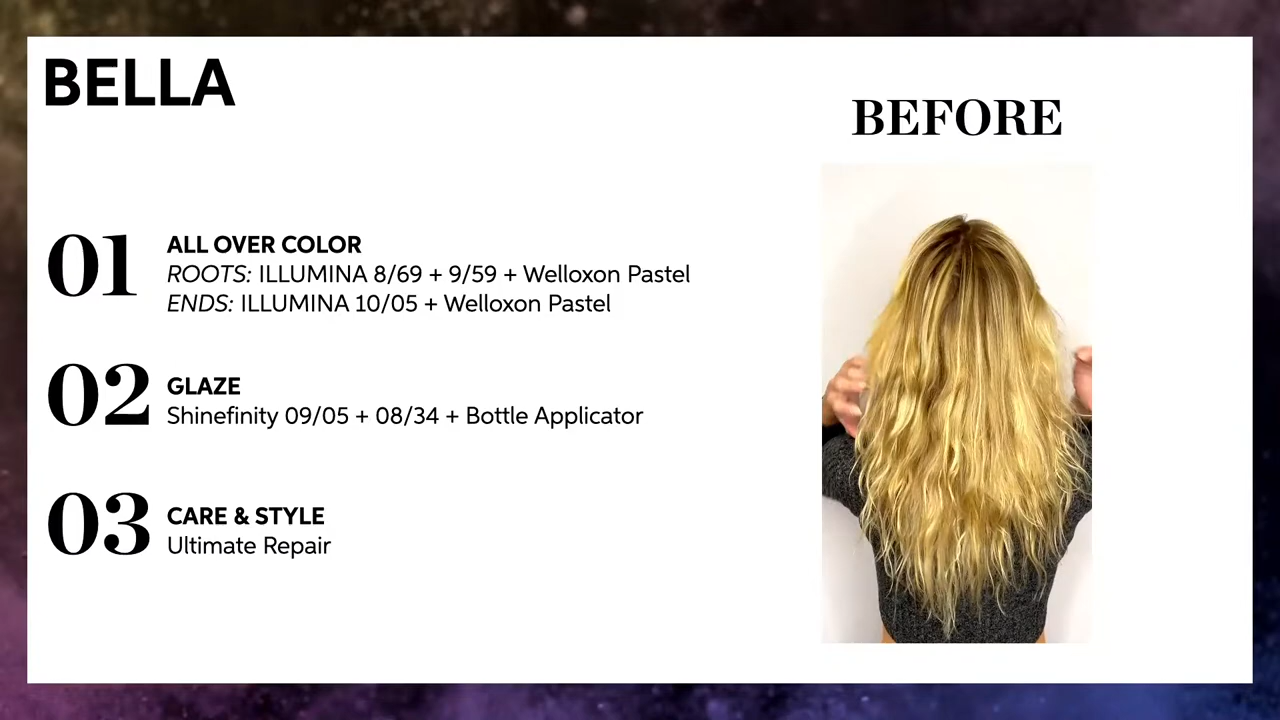 BELLA
BEFORE
01
ALL OVER COLOR
ROOTS: ILLUMINA 8/69 + 9/59 + Welloxon Pastel
ENDS: ILLUMINA 10/05 + Welloxon Pastel
02
GLAZE
Shinefinity 09/05 + 08/34 + Bottle Applicator
03
CARE & STYLE
Ultimate Repair